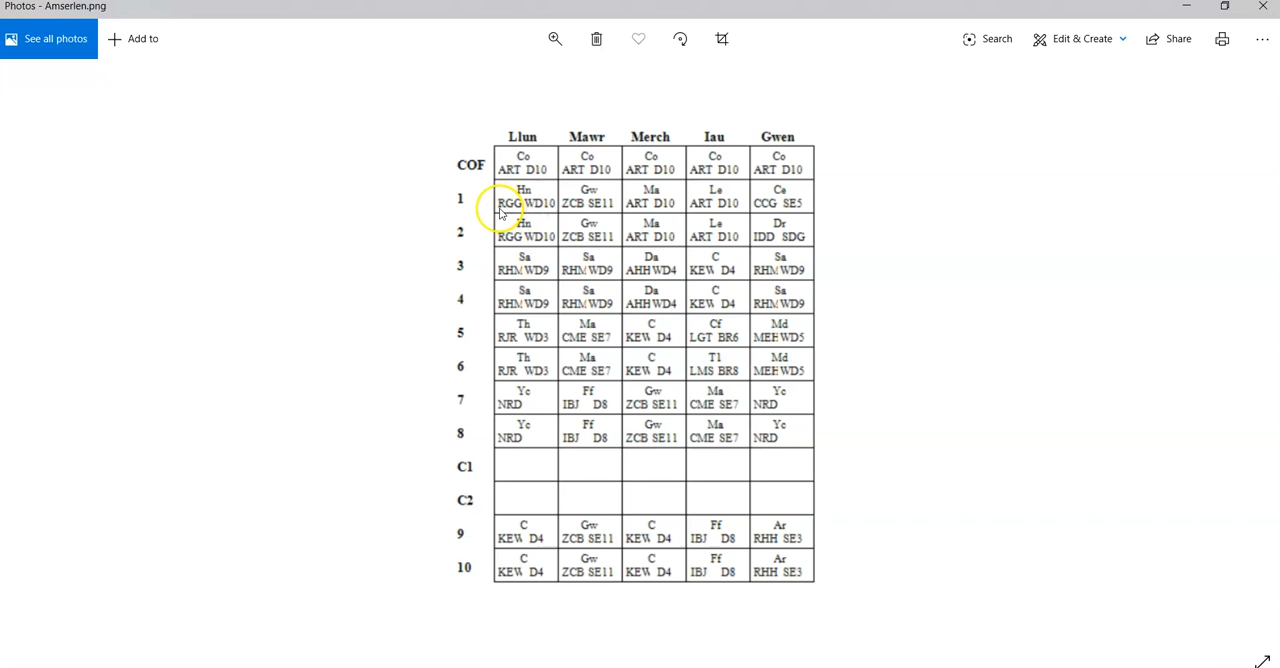 Photos - Amserlen.png
See all photos Add to Search Edit & Create Share
Llun Mawr Merch Iau Gwen
COF Co Co Co Co Co
ART D10 ART D10 ART D10 ART D10 ART D10
1 Hn Gw Ma Le Ce
RGG WD10 ZCB SE11 ART D10 ART D10 CCG SE5
2 Hn Gw Ma Le Dr
RGG WD10 ZCB SE11 ART D10 ART D10 IDD SDG
3 Sa Sa Da C Sa
RHM WD9 RHM WD9 AHH WD4 KEW D4 RHM WD9
4 Sa Sa Da C Sa
RHM WD9 RHM WD9 AHH WD4 KEW D4 RHM WD9
5 Th Ma C Cf Md
RJR WD3 CME SE7 KEW D4 LGT BR6 MEH WD5
6 Th Ma C Tl Md
RJR WD3 CME SE7 KEW D4 LMS BR8 MEH WD5
7 Yc Ff Gw Ma Yc
NRD IBJ D8 ZCB SE11 CME SE7 NRD
8 Yc Ff Gw Ma Yc
NRD IBJ D8 ZCB SE11 CME SE7 NRD
C1
C2
9 C Gw C Ff Ar
KEW D4 ZCB SE11 KEW D4 IBJ D8 RHH SE3
10 C Gw C Ff Ar
KEW D4 ZCB SE11 KEW D4 IBJ D8 RHH SE3